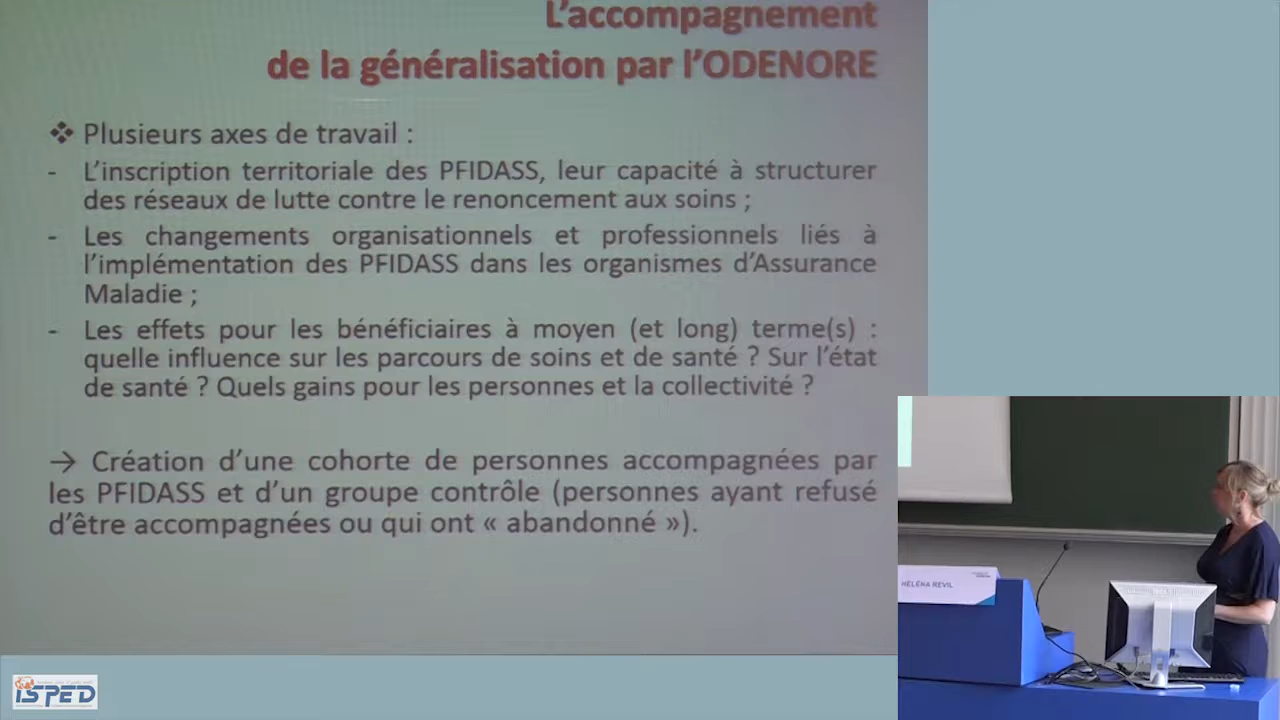 L'accompagnement
de la généralisation par l'ODENORE
❖ Plusieurs axes de travail :
- L'inscription territoriale des PFIDASS, leur capacité à structurer
des réseaux de lutte contre le renoncement aux soins ;
- Les changements organisationnels et professionnels liés à
l'implémentation des PFIDASS dans les organismes d'Assurance
Maladie ;
- Les effets pour les bénéficiaires à moyen (et long) terme(s) :
quelle influence sur les parcours de soins et de santé ? Sur l'état
de santé ? Quels gains pour les personnes et la collectivité ?
→ Création d'une cohorte de personnes accompagnées par
les PFIDASS et d'un groupe contrôle (personnes ayant refusé
d'être accompagnées ou qui ont « abandonné »).
HÉLÉNA REVIL
ISPED